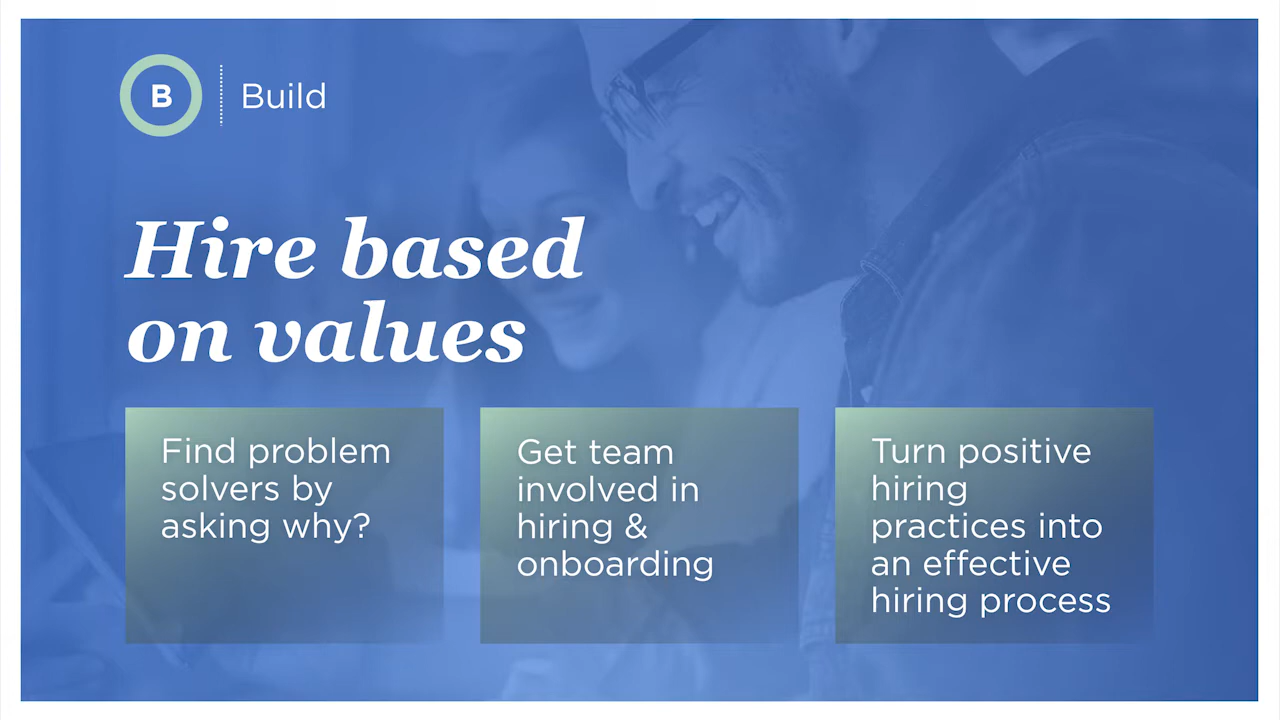 B
Build
Hire based
on values
Find problem
solvers by
asking why?
Get team
involved in
hiring &
onboarding
Turn positive
hiring
practices into
an effective
hiring process